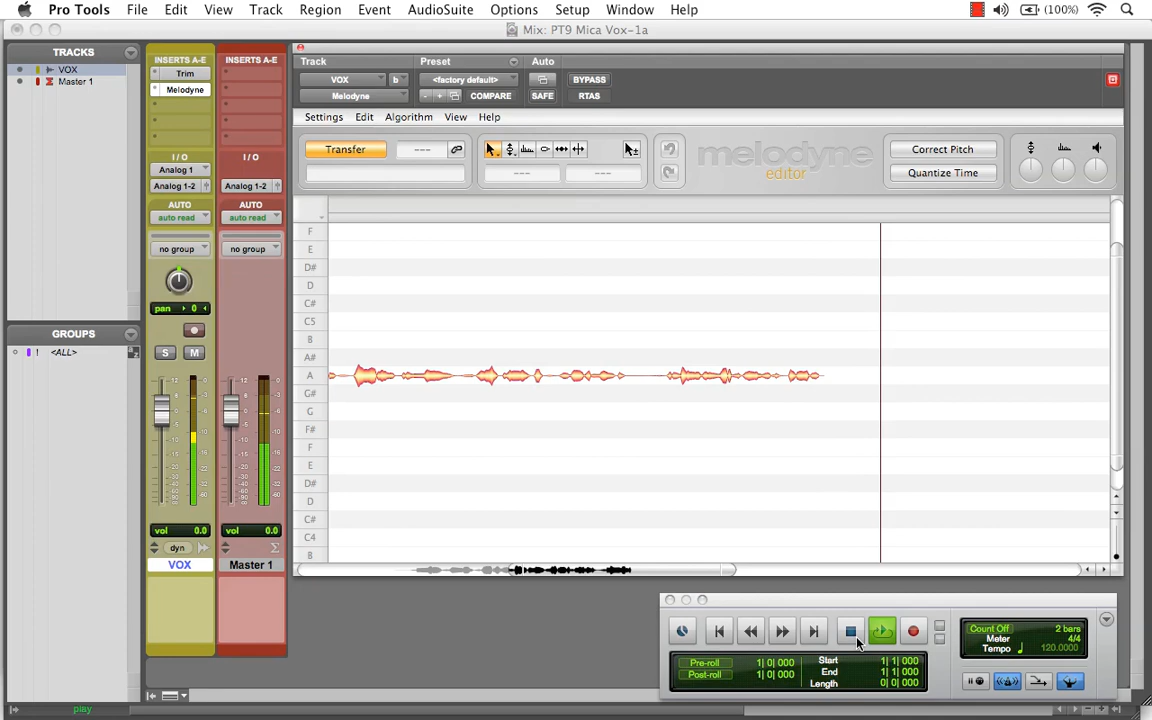 Pro Tools File Edit View Track Region Event AudioSuite Options Setup Window Help (100%)
Mix: PT9 Mica Vox-1a
TRACKS
VOX
Master 1
GROUPS
1 <ALL>
INSERTS A-E INSERTS A-E
Trim
Melodyne
I / O I / O
Analog 1
Analog 1-2 Analog 1-2
AUTO AUTO
auto read auto read
no group no group
pan 0
S M
vol 0.0 vol 0.0
dyn
VOX Master 1
Track Preset Auto
VOX b <factory default> BYPASS
Melodyne - + COMPARE SAFE RTAS
Settings Edit Algorithm View Help
Transfer --- melodyne Correct Pitch
--- --- editor Quantize Time
F
E
D#
D
C#
C5
B
A#
A
G#
G
F#
F
E
D#
D
C#
C4
B
Count Off 2 bars
Meter 4/4
Tempo 120.0000
Pre-roll 1| 0| 000 Start 1| 1| 000
Post-roll 1| 0| 000 End 1| 1| 000
Length 0| 0| 000
play